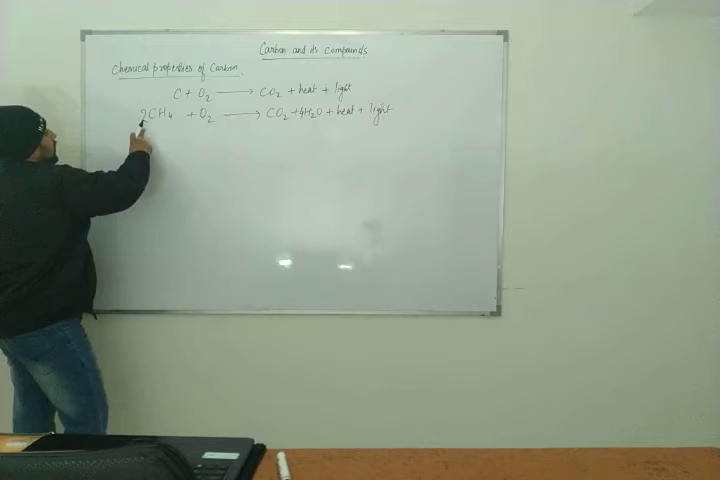 Carbon and its compounds
Chemical properties of Carbon.
C + O₂ ⟶ CO₂ + heat + light
2CH₄ + O₂ ⟶ CO₂ + 4H₂O + heat + light